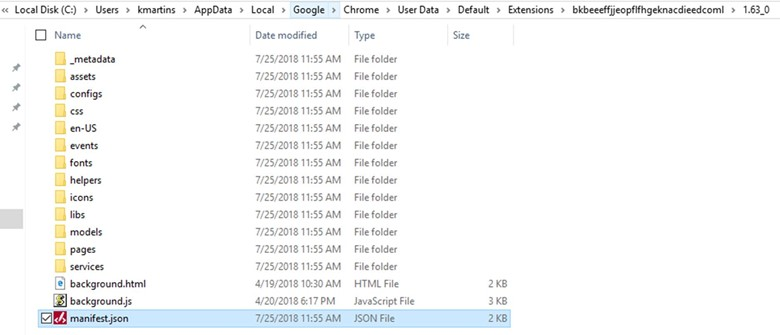 « Local Disk (C:) > Users > kmartins > AppData > Local > Google > Chrome > User Data > Default > Extensions > bkbeeeffjjeopflfhgeknacdieedcoml > 1.63_0
Name Date modified Type Size
_metadata 7/25/2018 11:55 AM File folder
assets 7/25/2018 11:55 AM File folder
configs 7/25/2018 11:55 AM File folder
css 7/25/2018 11:55 AM File folder
en-US 7/25/2018 11:55 AM File folder
events 7/25/2018 11:55 AM File folder
fonts 7/25/2018 11:55 AM File folder
helpers 7/25/2018 11:55 AM File folder
icons 7/25/2018 11:55 AM File folder
libs 7/25/2018 11:55 AM File folder
models 7/25/2018 11:55 AM File folder
pages 7/25/2018 11:55 AM File folder
services 7/25/2018 11:55 AM File folder
background.html 4/19/2018 10:30 AM HTML File 2 KB
background.js 4/20/2018 6:17 PM JavaScript File 3 KB
manifest.json 7/25/2018 11:55 AM JSON File 2 KB